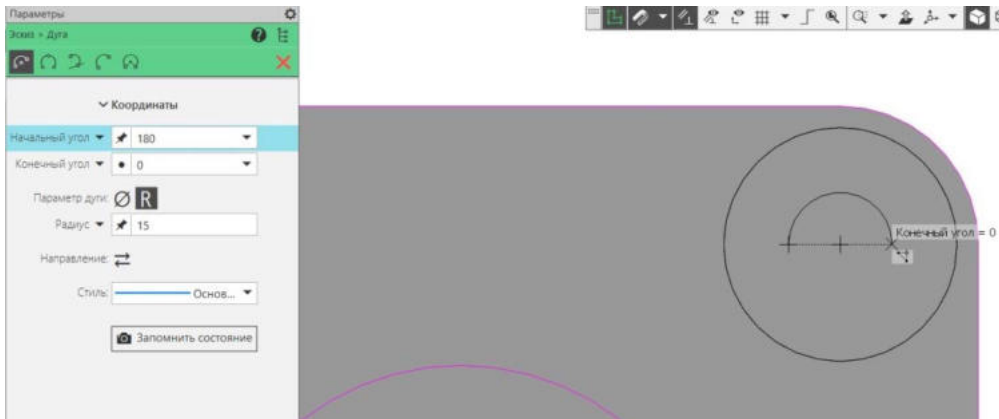 Параметры
Эскиз » Дуга
Координаты
Начальный угол 180
Конечный угол 0
Параметр дуги: R
Радиус 15
Направление:
Стиль: Основ...
Запомнить состояние
Конечный угол = 0